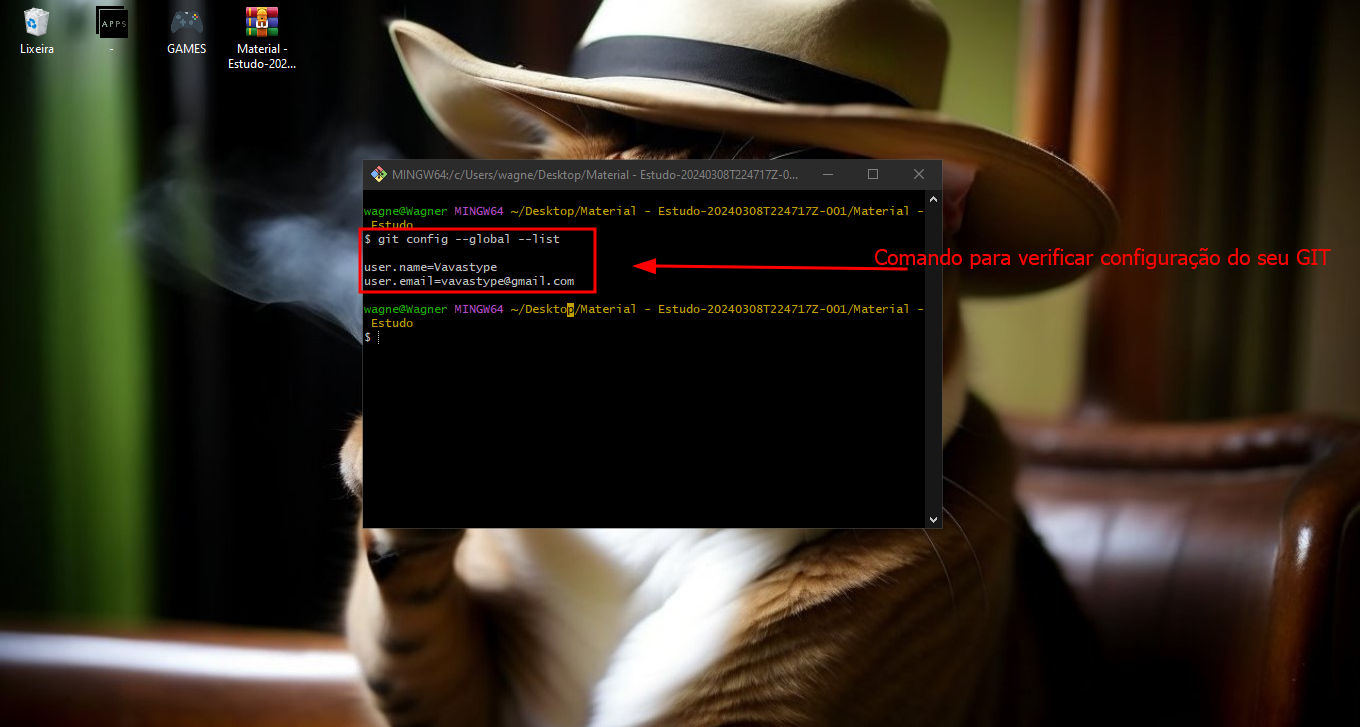 Lixeira
APPS
-
GAMES
Material -
Estudo-202...
MINGW64:/c/Users/wagne/Desktop/Material - Estudo-20240308T224717Z-0...
wagne@Wagner MINGW64 ~/Desktop/Material - Estudo-20240308T224717Z-001/Material -
Estudo
$ git config --global --list
user.name=Vavastype
user.email=vavastype@gmail.com
Comando para verificar configuração do seu GIT
wagne@Wagner MINGW64 ~/Desktop/Material - Estudo-20240308T224717Z-001/Material -
Estudo
$